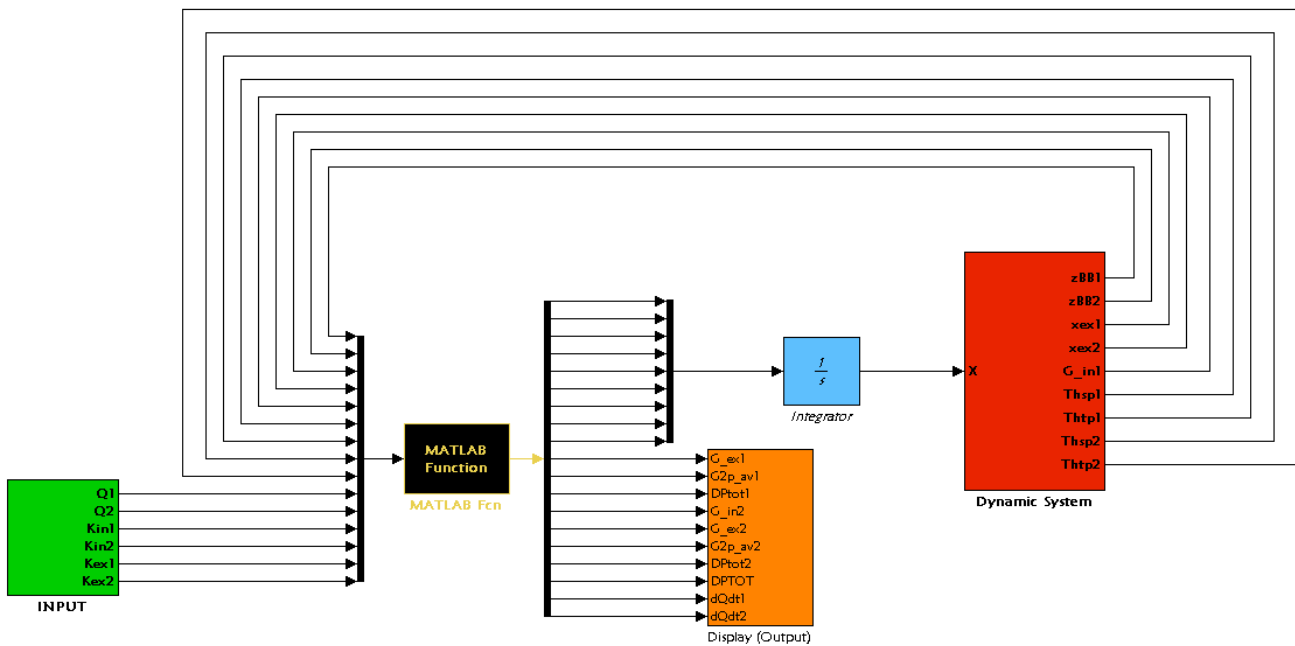 zBB1
zBB2
xex1
xex2
X
G_in1
Thsp1
Thtp1
Thsp2
Thtp2
Dynamic System
1
s
Integrator
MATLAB
Function
MATLAB Fcn
Q1
Q2
Kin1
Kin2
Kex1
Kex2
INPUT
G_ex1
G2p_av1
DPtot1
G_in2
G_ex2
G2p_av2
DPtot2
DPTOT
dQdt1
dQdt2
Display (Output)